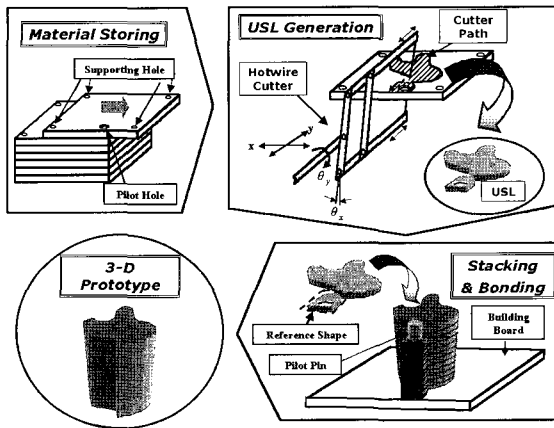 Material Storing
Supporting Hole
Pilot Hole
USL Generation
Cutter
Path
Hotwire
Cutter
x
y
θy
θx
USL
3-D
Prototype
Stacking
& Bonding
Reference Shape
Pilot Pin
Building
Board